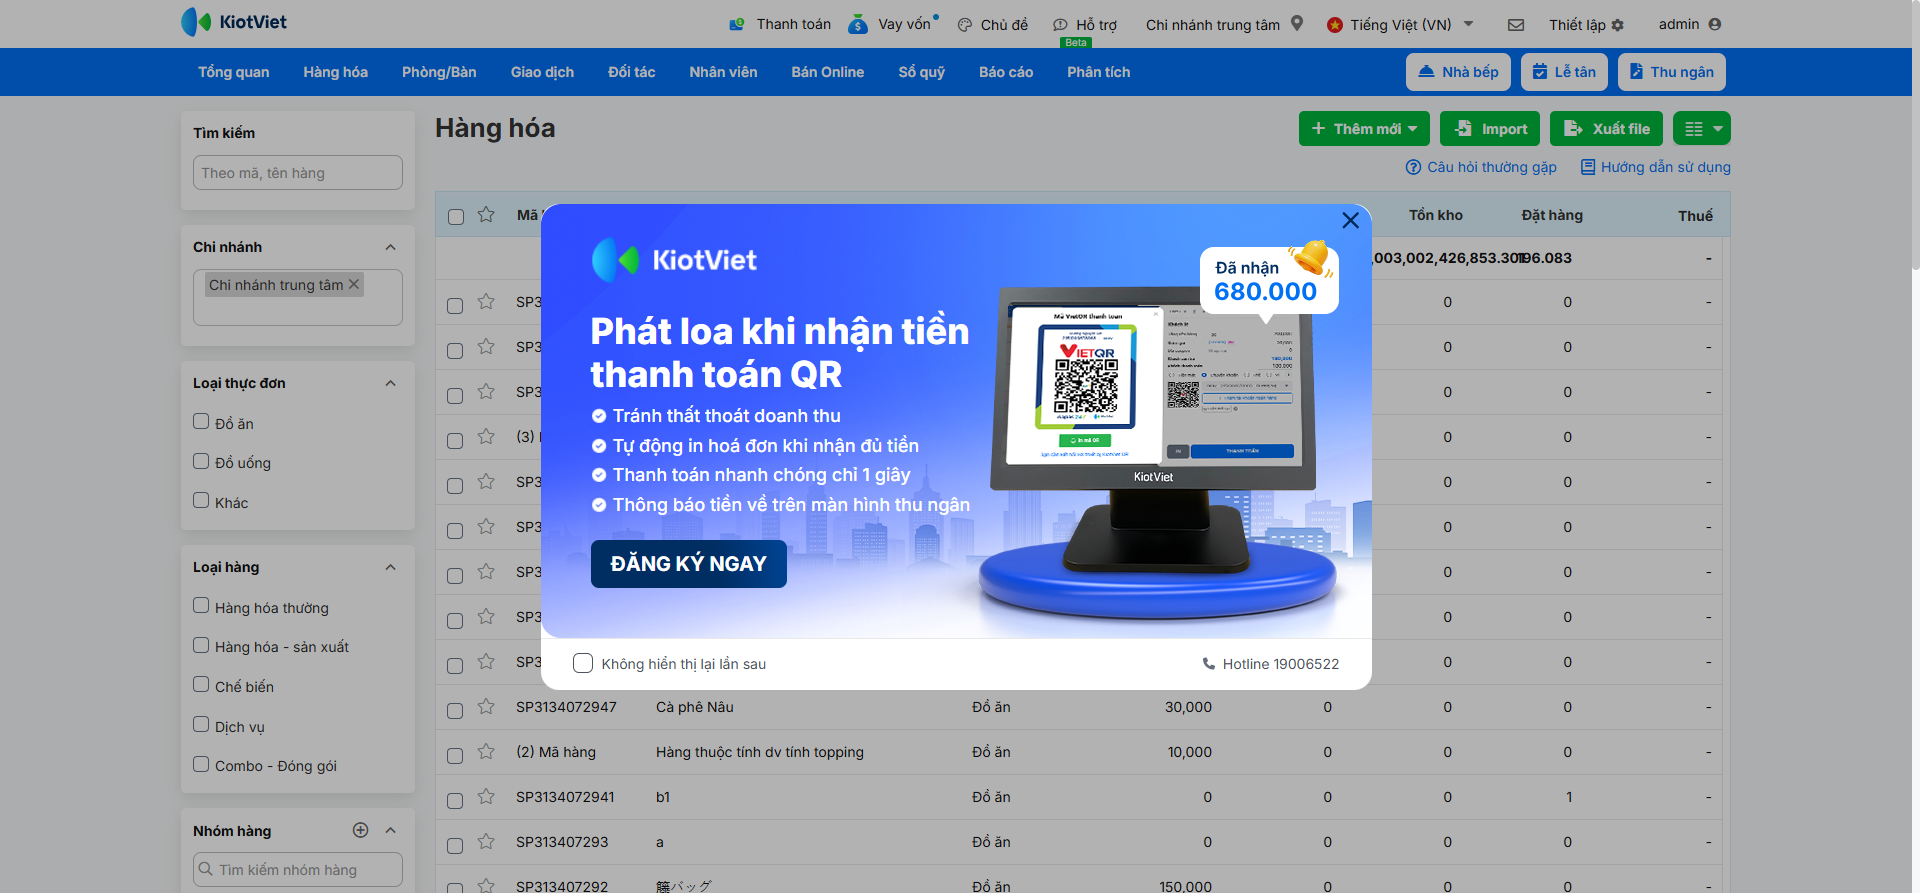 KiotViet
Thanh toán
Vay vốn
Chủ đề
Hỗ trợ
Beta
Chi nhánh trung tâm
Tiếng Việt (VN)
Thiết lập
admin
Tổng quan
Hàng hóa
Phòng/Bàn
Giao dịch
Đối tác
Nhân viên
Bán Online
Sổ quỹ
Báo cáo
Phân tích
Nhà bếp
Lễ tân
Thu ngân
Tìm kiếm
Theo mã, tên hàng
Chi nhánh
Chi nhánh trung tâm
Loại thực đơn
Đồ ăn
Đồ uống
Khác
Loại hàng
Hàng hóa thường
Hàng hóa - sản xuất
Chế biến
Dịch vụ
Combo - Đóng gói
Nhóm hàng
Tìm kiếm nhóm hàng
Hàng hóa
Thêm mới
Import
Xuất file
Câu hỏi thường gặp
Hướng dẫn sử dụng
Mã Tồn kho Đặt hàng Thuế
,003,002,426,853.301 196.083 -
SP3 0 0 -
SP3 0 0 -
SP3 0 0 -
(3) 0 0 -
SP3 0 0 -
SP3 0 0 -
SP3 0 0 -
SP3 0 0 -
SP3 0 0 -
SP3134072947 Cà phê Nâu Đồ ăn 30,000 0 0 0 -
(2) Mã hàng Hàng thuộc tính dv tính topping Đồ ăn 10,000 0 0 0 -
SP3134072941 b1 Đồ ăn 0 0 0 1 -
SP313407293 a Đồ ăn 0 0 0 0 -
SP313407292 籐バッグ Đồ ăn 150,000 0 0 0 -
KiotViet
Phát loa khi nhận tiền
thanh toán QR
Tránh thất thoát doanh thu
Tự động in hoá đơn khi nhận đủ tiền
Thanh toán nhanh chóng chỉ 1 giây
Thông báo tiền về trên màn hình thu ngân
ĐĂNG KÝ NGAY
Đã nhận
680.000
Mã VietQR thanh toán
VIETQR
In mã QR
THANH TOÁN
KiotViet
Không hiển thị lại lần sau
Hotline 19006522